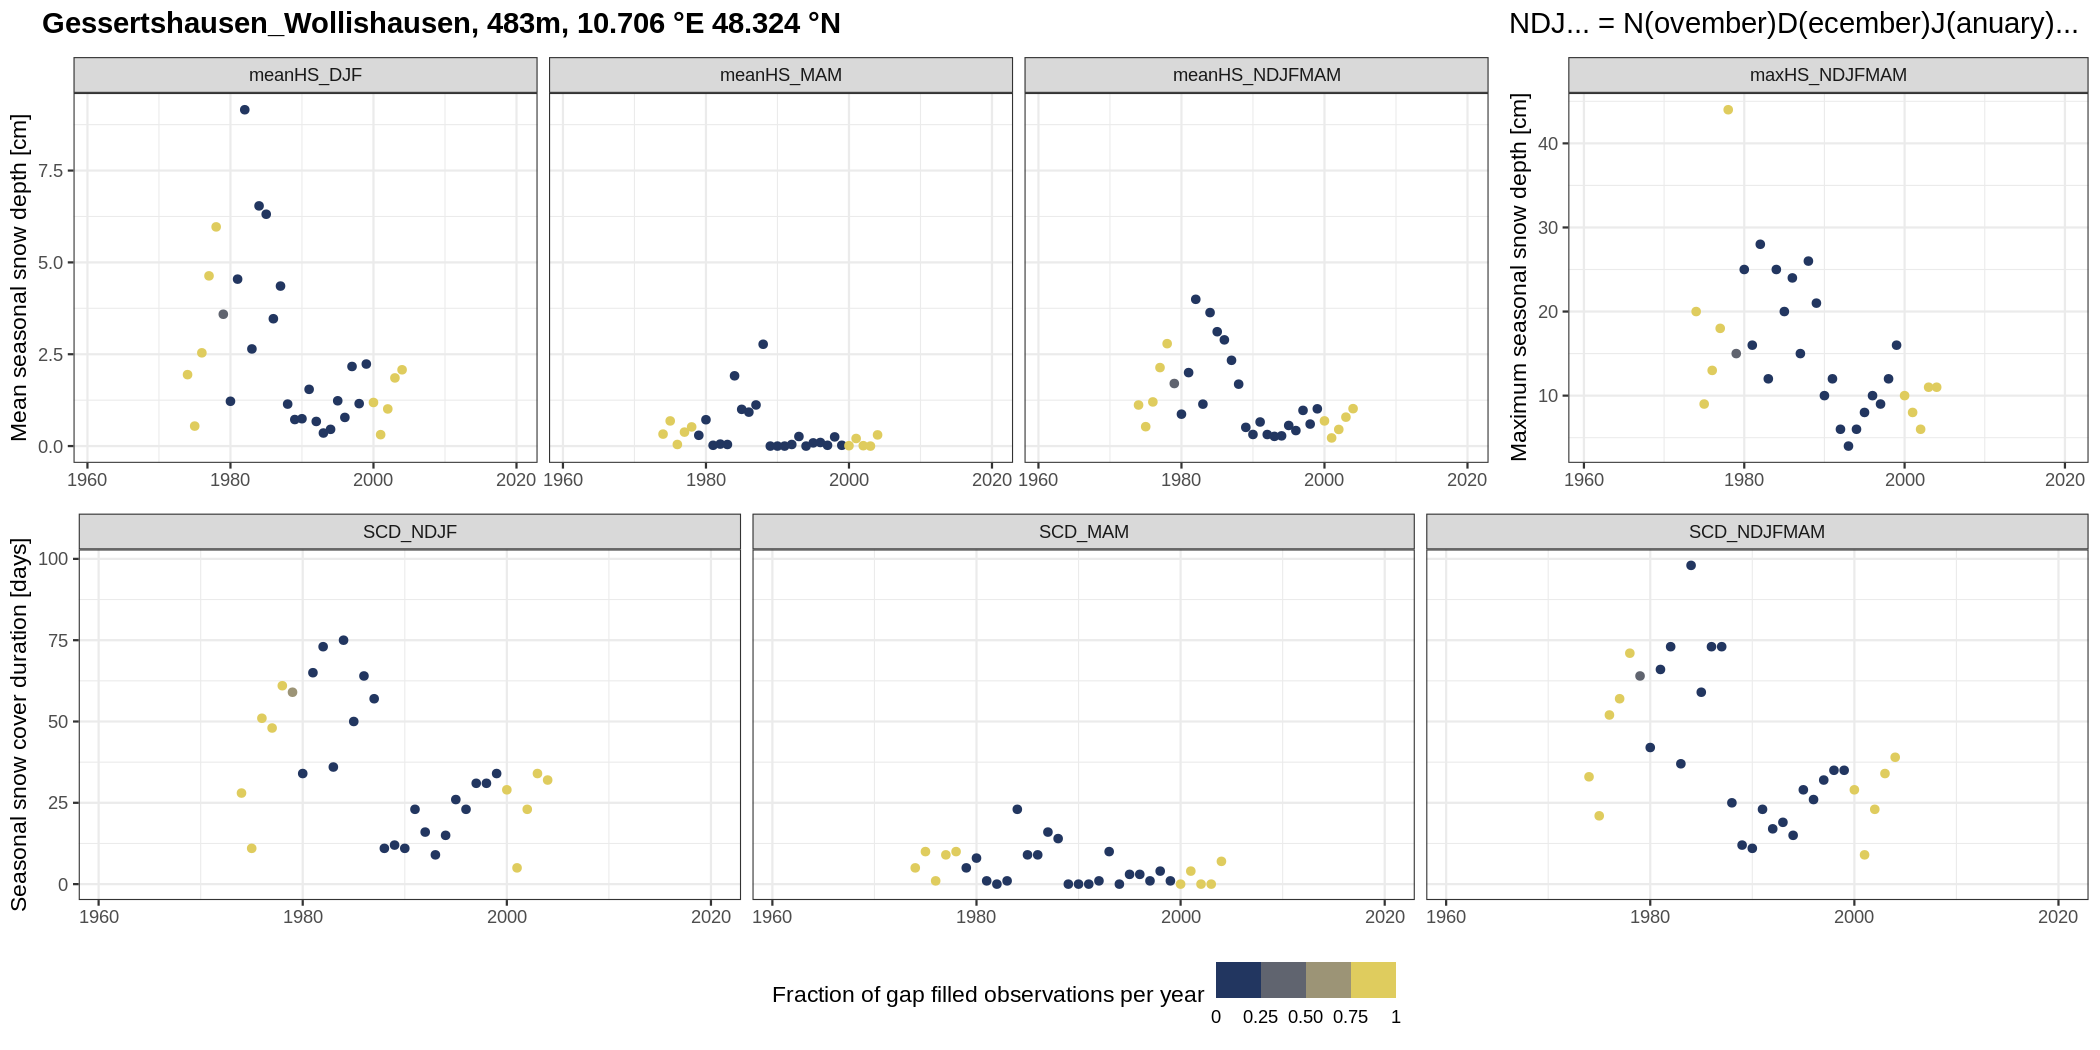 Gessertshausen_Wollishausen, 483m, 10.706 °E 48.324 °N
NDJ... = N(ovember)D(ecember)J(anuary)...
meanHS_DJF
meanHS_MAM
meanHS_NDJFMAM
maxHS_NDJFMAM
Mean seasonal snow depth [cm]
7.5
5.0
2.5
0.0
1960 1980 2000 2020
1960 1980 2000 2020
1960 1980 2000 2020
Maximum seasonal snow depth [cm]
40
30
20
10
1960 1980 2000 2020
SCD_NDJF
SCD_MAM
SCD_NDJFMAM
Seasonal snow cover duration [days]
100
75
50
25
0
1960 1980 2000 2020
1960 1980 2000 2020
1960 1980 2000 2020
Fraction of gap filled observations per year
0 0.25 0.50 0.75 1